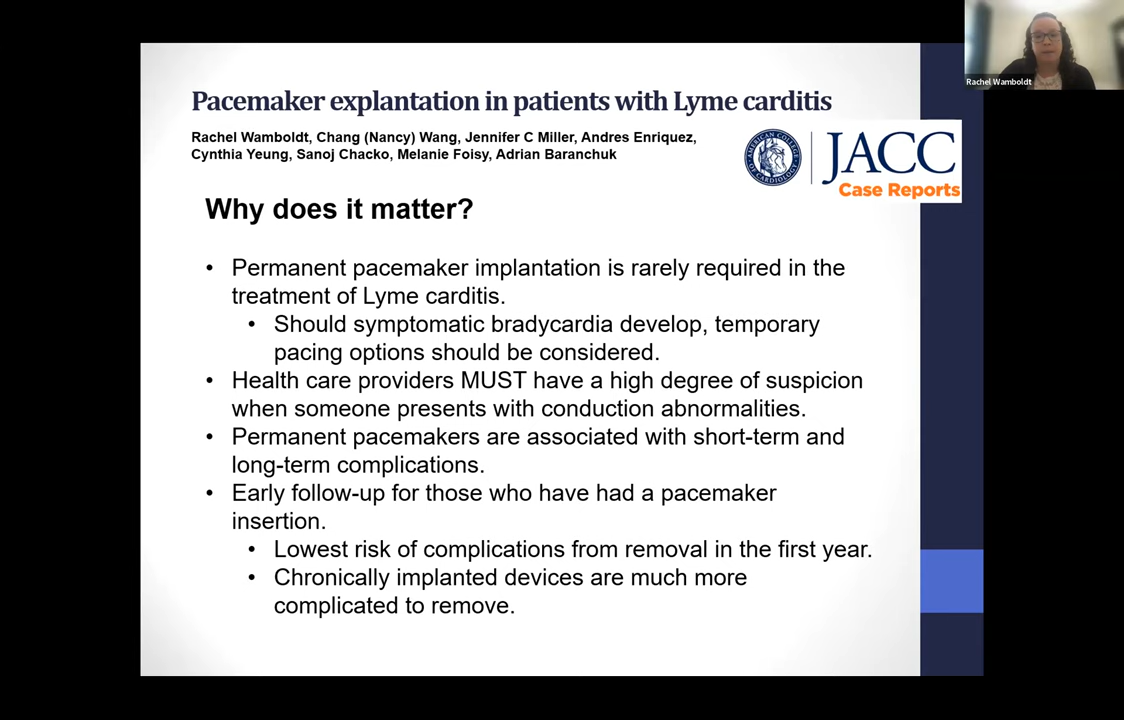 Pacemaker explantation in patients with Lyme carditis
Rachel Wamboldt, Chang (Nancy) Wang, Jennifer C Miller, Andres Enriquez,
Cynthia Yeung, Sanoj Chacko, Melanie Foisy, Adrian Baranchuk
AMERICAN COLLEGE OF CARDIOLOGY
JACC
Case Reports
Rachel Wamboldt
Why does it matter?
• Permanent pacemaker implantation is rarely required in the
treatment of Lyme carditis.
• Should symptomatic bradycardia develop, temporary
pacing options should be considered.
• Health care providers MUST have a high degree of suspicion
when someone presents with conduction abnormalities.
• Permanent pacemakers are associated with short-term and
long-term complications.
• Early follow-up for those who have had a pacemaker
insertion.
• Lowest risk of complications from removal in the first year.
• Chronically implanted devices are much more
complicated to remove.